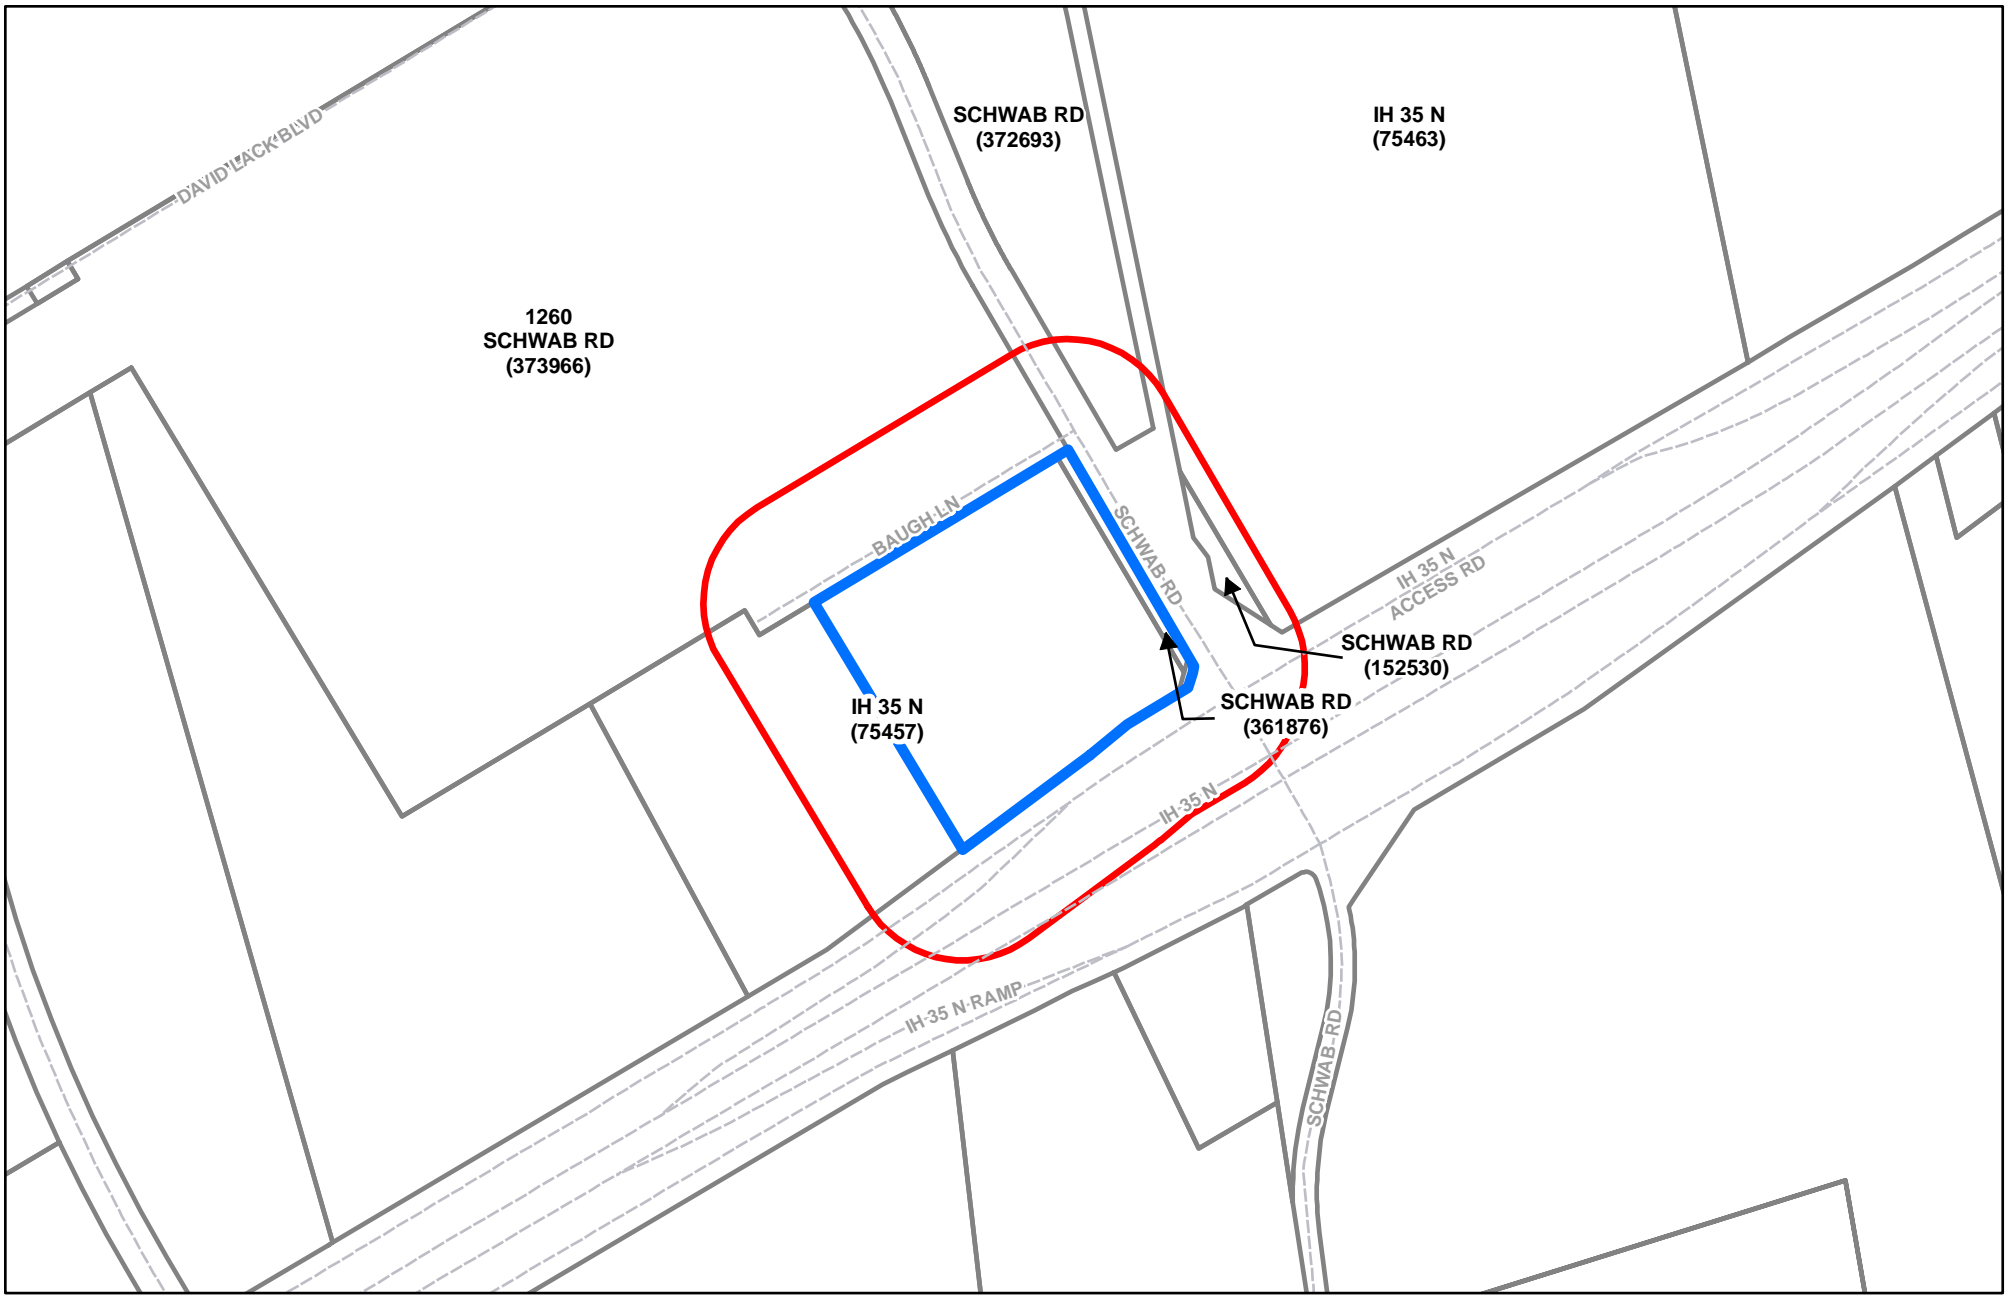 DAVID LACK BLVD
SCHWAB RD
(372693)
IH 35 N
(75463)
1260
SCHWAB RD
(373966)
BAUGH LN
SCHWAB RD
IH 35 N
ACCESS RD
SCHWAB RD
(152530)
IH 35 N
(75457)
SCHWAB RD
(361876)
IH 35 N
IH 35 N RAMP
SCHWAB RD